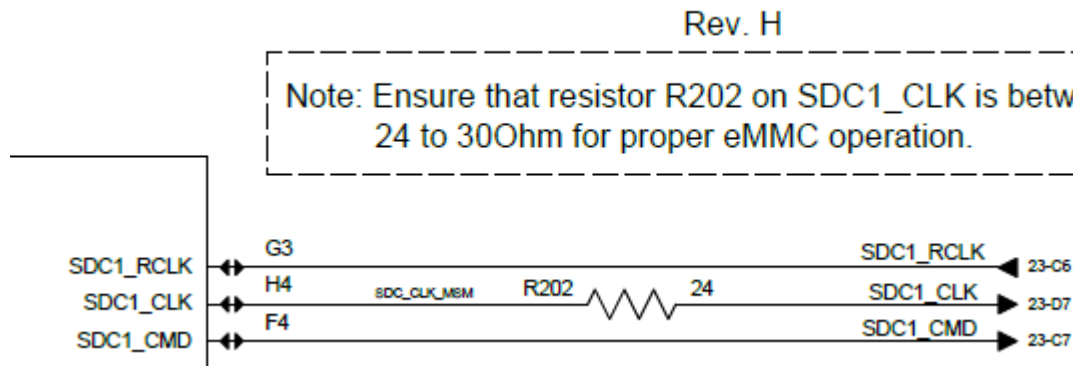 Rev. H
Note: Ensure that resistor R202 on SDC1_CLK is betw
24 to 30Ohm for proper eMMC operation.
SDC1_RCLK G3 SDC1_RCLK 23-C6
SDC1_CLK H4 SDC_CLK_MSM R202 24 SDC1_CLK 23-D7
SDC1_CMD F4 SDC1_CMD 23-C7